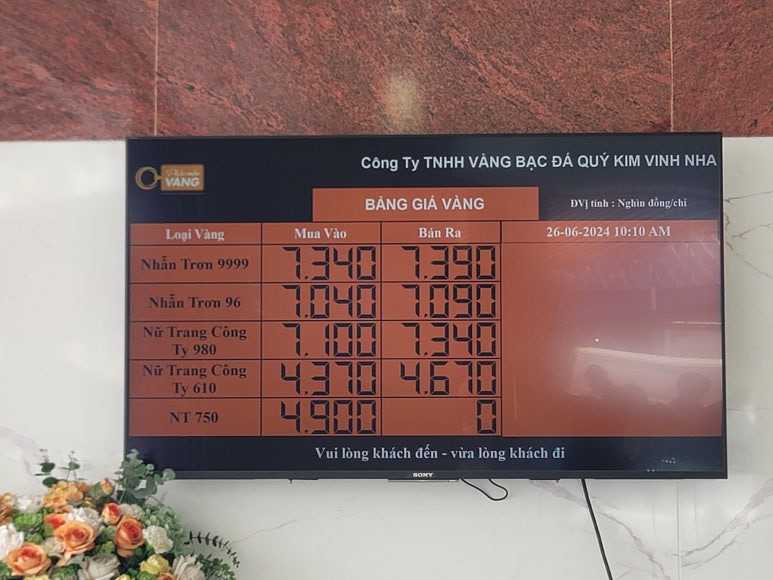 Công Ty TNHH VÀNG BẠC ĐÁ QUÝ KIM VINH NHA
Phần mềm
VÀNG
BẢNG GIÁ VÀNG
ĐVị tính : Nghìn đồng/chỉ
Loại Vàng Mua Vào Bán Ra 26-06-2024 10:10 AM
Nhẫn Trơn 9999 7.340 7.390
Nhẫn Trơn 96 7.040 7.090
Nữ Trang Công
Ty 980 7.100 7.340
Nữ Trang Công
Ty 610 4.370 4.670
NT 750 4.900 0
Vui lòng khách đến - vừa lòng khách đi
SONY